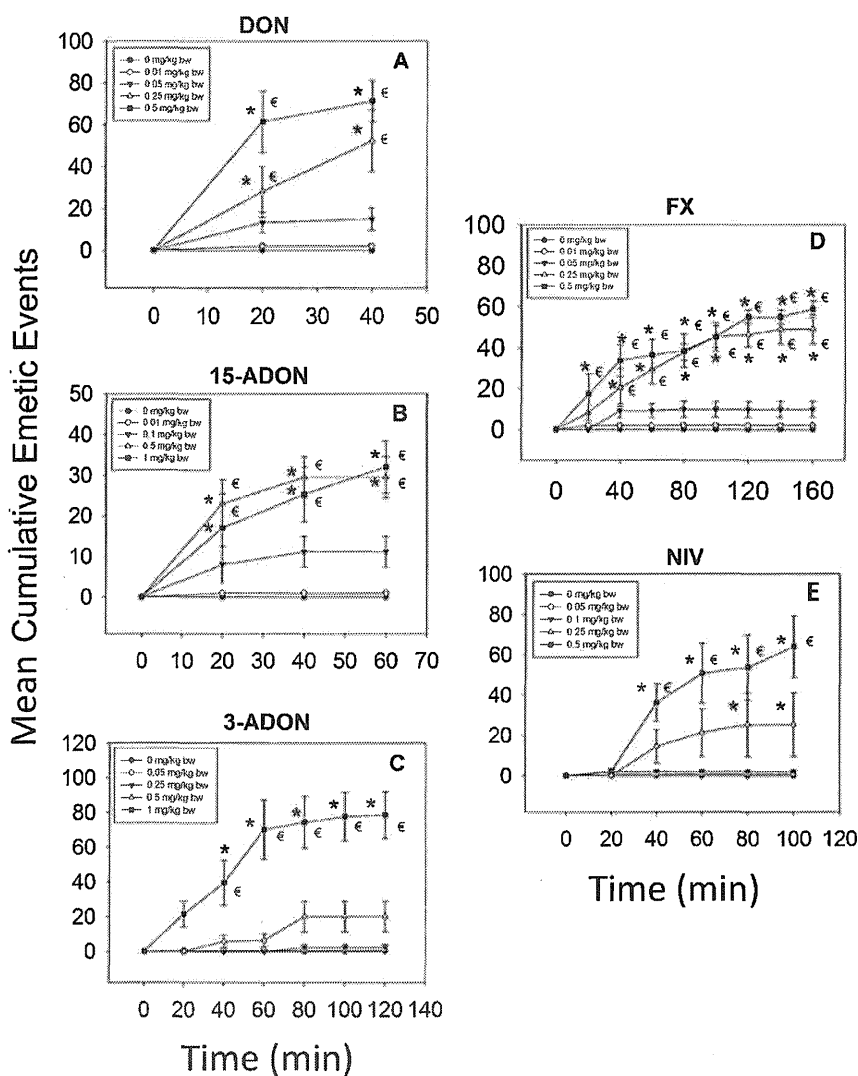 Mean Cumulative Emetic Events
DON
A
0 mg/kg bw
0.01 mg/kg bw
0.05 mg/kg bw
0.25 mg/kg bw
0.5 mg/kg bw
100
80
60
40
20
0
* € * €
* € * €
0 10 20 30 40 50
15-ADON
B
0 mg/kg bw
0.01 mg/kg bw
0.1 mg/kg bw
0.5 mg/kg bw
1 mg/kg bw
50
40
30
20
10
0
* € * € * €
* € * € * €
0 10 20 30 40 50 60 70
3-ADON
C
0 mg/kg bw
0.05 mg/kg bw
0.25 mg/kg bw
0.5 mg/kg bw
1 mg/kg bw
120
100
80
60
40
20
0
* * * * *
€ € € € €
0 20 40 60 80 100 120 140
Time (min)
FX
D
0 mg/kg bw
0.01 mg/kg bw
0.05 mg/kg bw
0.25 mg/kg bw
0.5 mg/kg bw
100
80
60
40
20
0
* € * € * € * € * € * € * € * €
* € * € * € * € * € * € * €
0 40 80 120 160
NIV
E
0 mg/kg bw
0.05 mg/kg bw
0.1 mg/kg bw
0.25 mg/kg bw
0.5 mg/kg bw
100
80
60
40
20
0
* € * € * € * €
* *
0 20 40 60 80 100
Time (min)